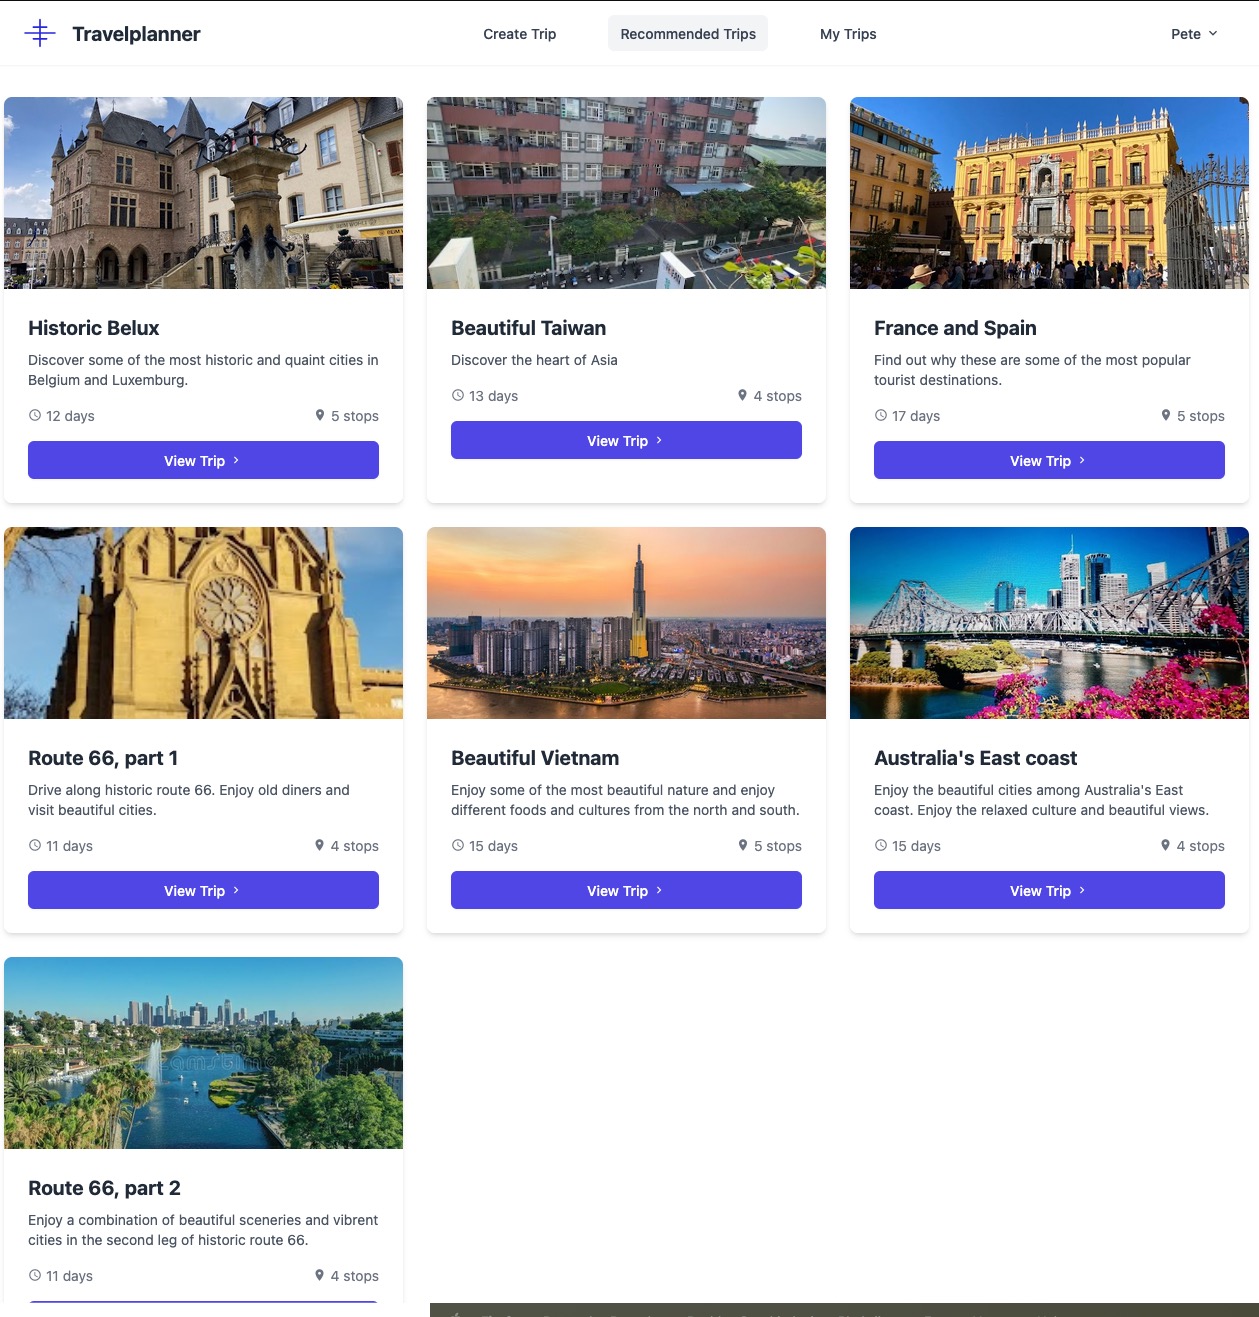 Travelplanner
Create Trip
Recommended Trips
My Trips
Pete
Historic Belux
Discover some of the most historic and quaint cities in
Belgium and Luxemburg.
12 days
5 stops
View Trip
Beautiful Taiwan
Discover the heart of Asia
13 days
4 stops
View Trip
France and Spain
Find out why these are some of the most popular
tourist destinations.
17 days
5 stops
View Trip
Route 66, part 1
Drive along historic route 66. Enjoy old diners and
visit beautiful cities.
11 days
4 stops
View Trip
Beautiful Vietnam
Enjoy some of the most beautiful nature and enjoy
different foods and cultures from the north and south.
15 days
5 stops
View Trip
Australia's East coast
Enjoy the beautiful cities among Australia's East
coast. Enjoy the relaxed culture and beautiful views.
15 days
4 stops
View Trip
Route 66, part 2
Enjoy a combination of beautiful sceneries and vibrent
cities in the second leg of historic route 66.
11 days
4 stops